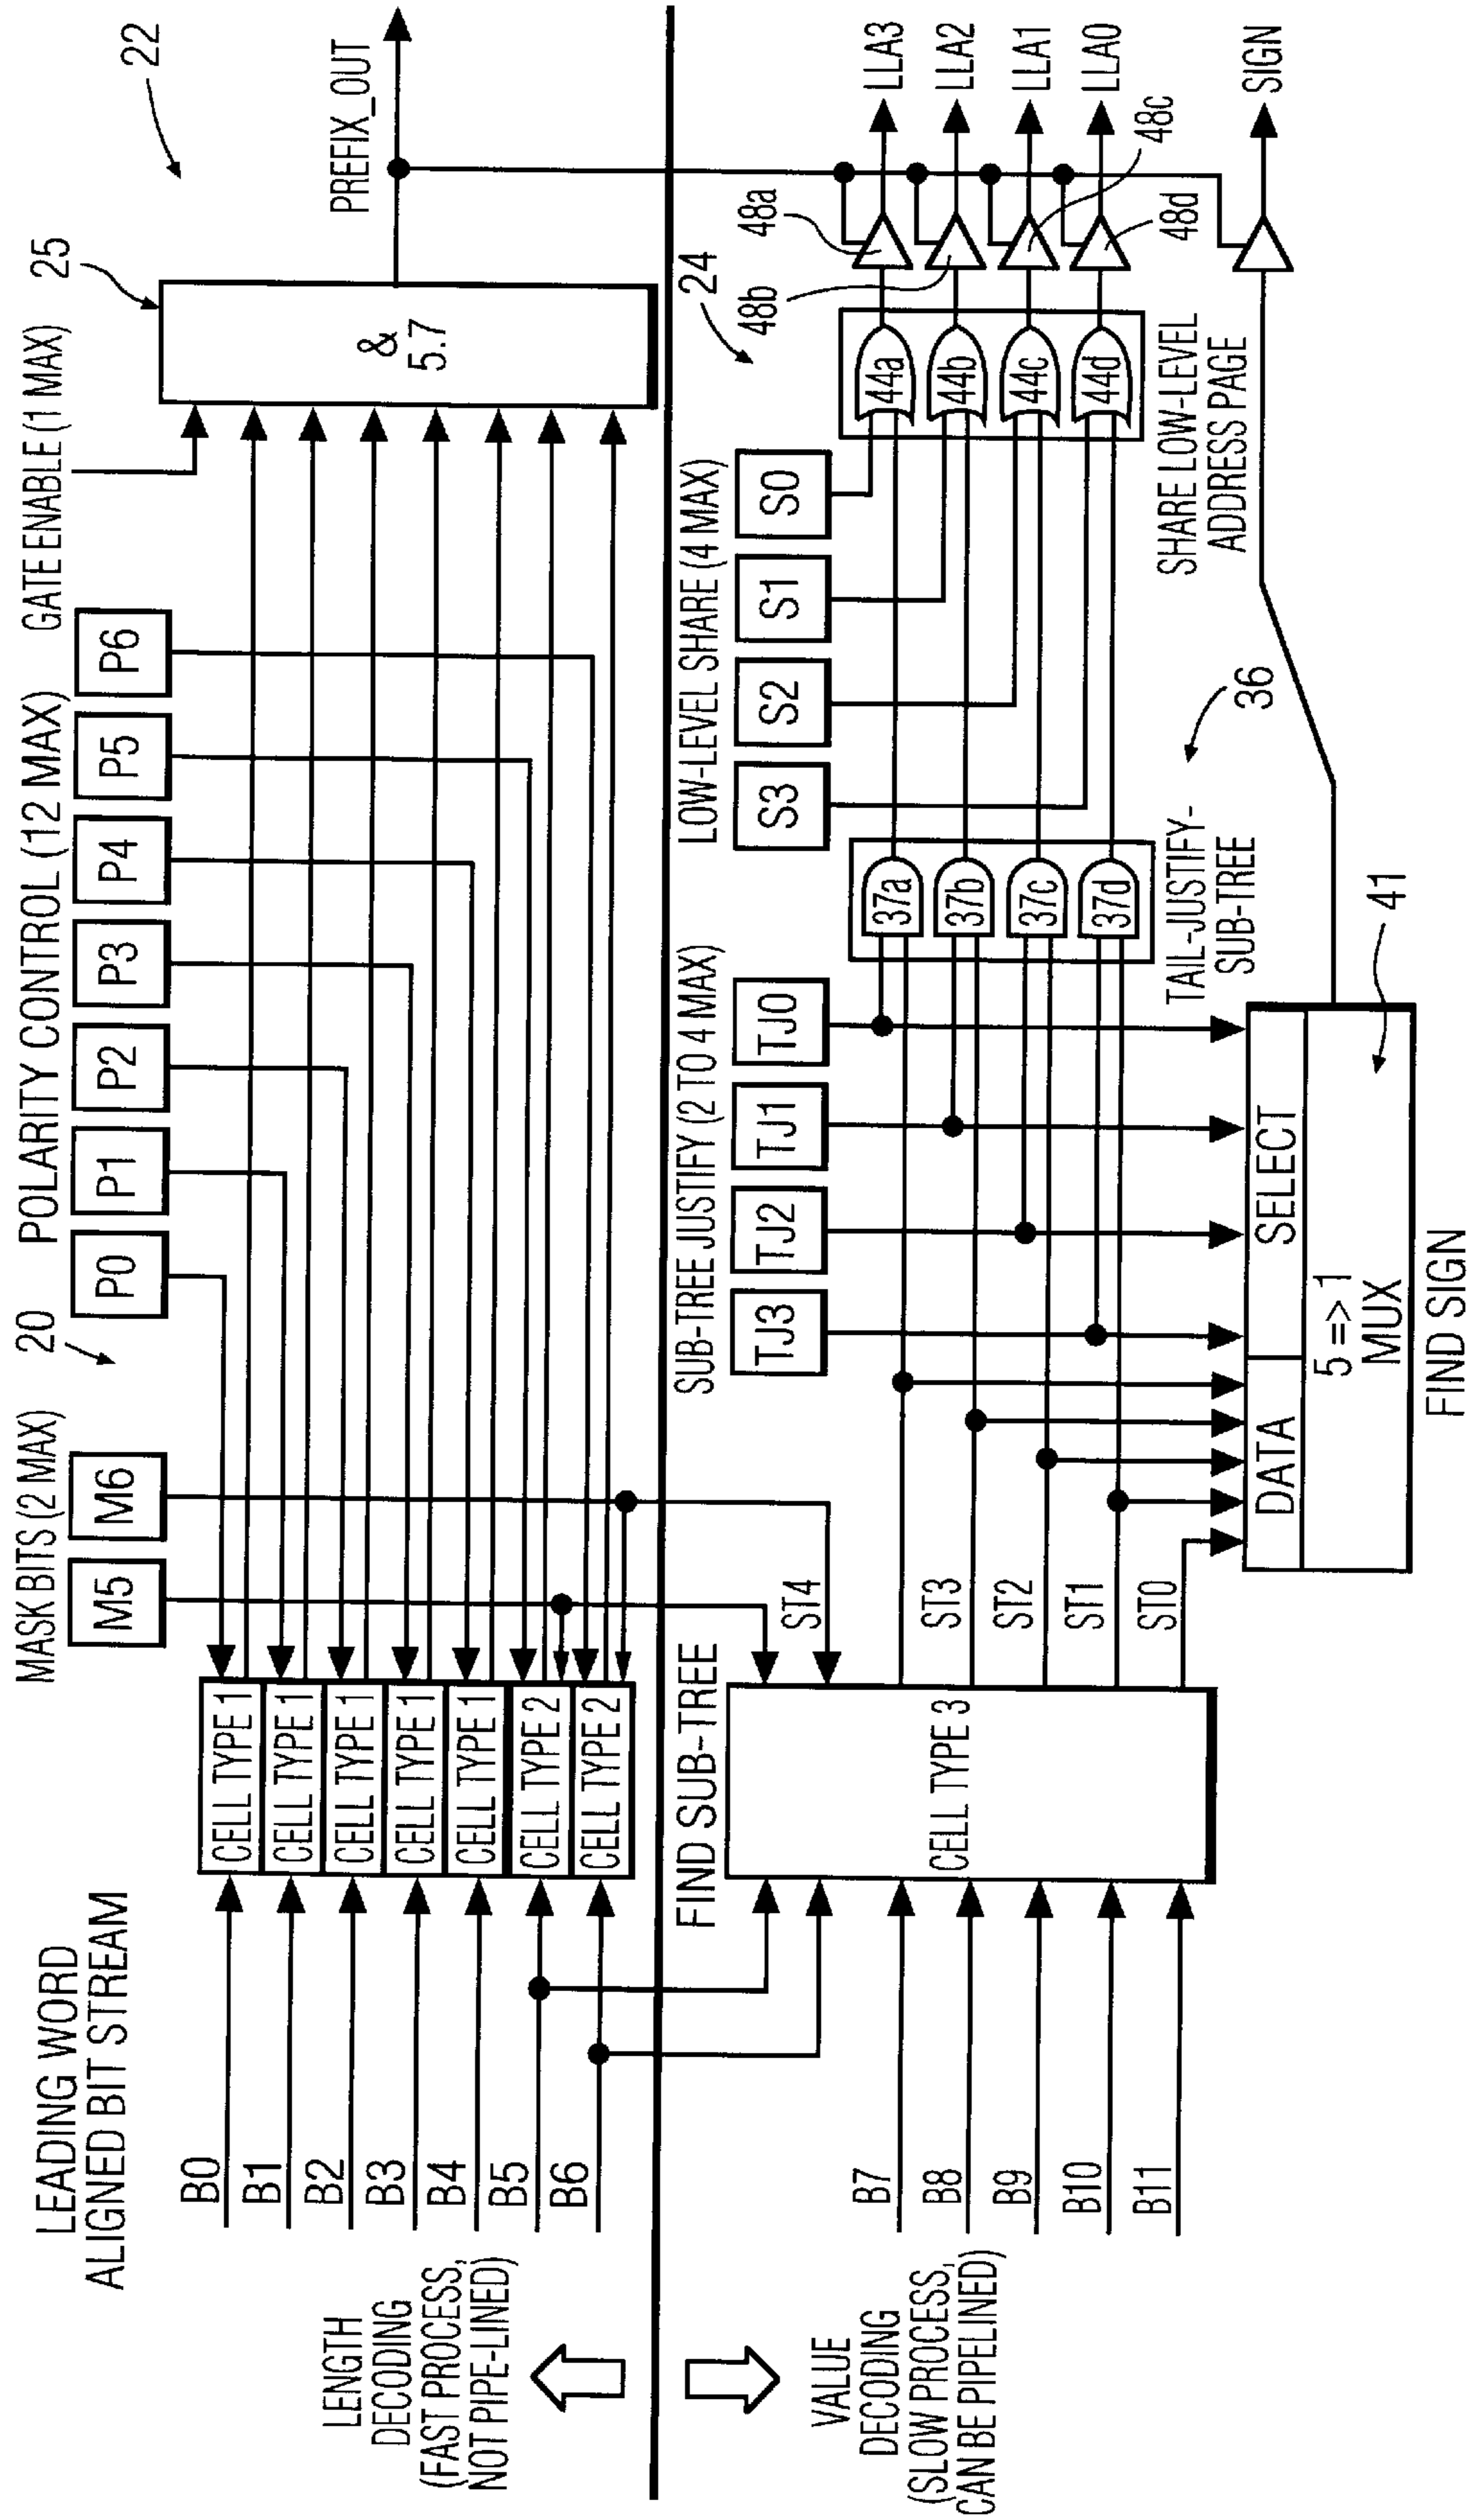 LEADING WORD
ALIGNED BIT STREAM
MASK BITS (2 MAX)
20
POLARITY CONTROL (12 MAX)
GATE ENABLE (1 MAX)
25
22
M5
M6
P0
P1
P2
P3
P4
P5
P6
PREFIX_OUT
B0
B1
B2
B3
B4
B5
B6
CELL TYPE 1
CELL TYPE 1
CELL TYPE 1
CELL TYPE 1
CELL TYPE 1
CELL TYPE 2
CELL TYPE 2
&
5.7
LENGTH
DECODING
(FAST PROCESS,
NOT PIPE-LINED)
VALUE
DECODING
(SLOW PROCESS,
CAN BE PIPELINED)
FIND SUB-TREE
SUB-TREE JUSTIFY (2 TO 4 MAX)
LOW-LEVEL SHARE (4 MAX)
24
TJ3
TJ2
TJ1
TJ0
S3
S2
S1
S0
48a
48b
48c
48d
B7
B8
B9
B10
B11
CELL TYPE 3
ST4
ST3
ST2
ST1
ST0
37a
37b
37c
37d
44a
44b
44c
44d
LLA3
LLA2
LLA1
LLA0
SIGN
TAIL-JUSTIFY-
SUB-TREE
36
SHARE LOW-LEVEL
ADDRESS PAGE
DATA
SELECT
5 => 1
MUX
41
FIND SIGN